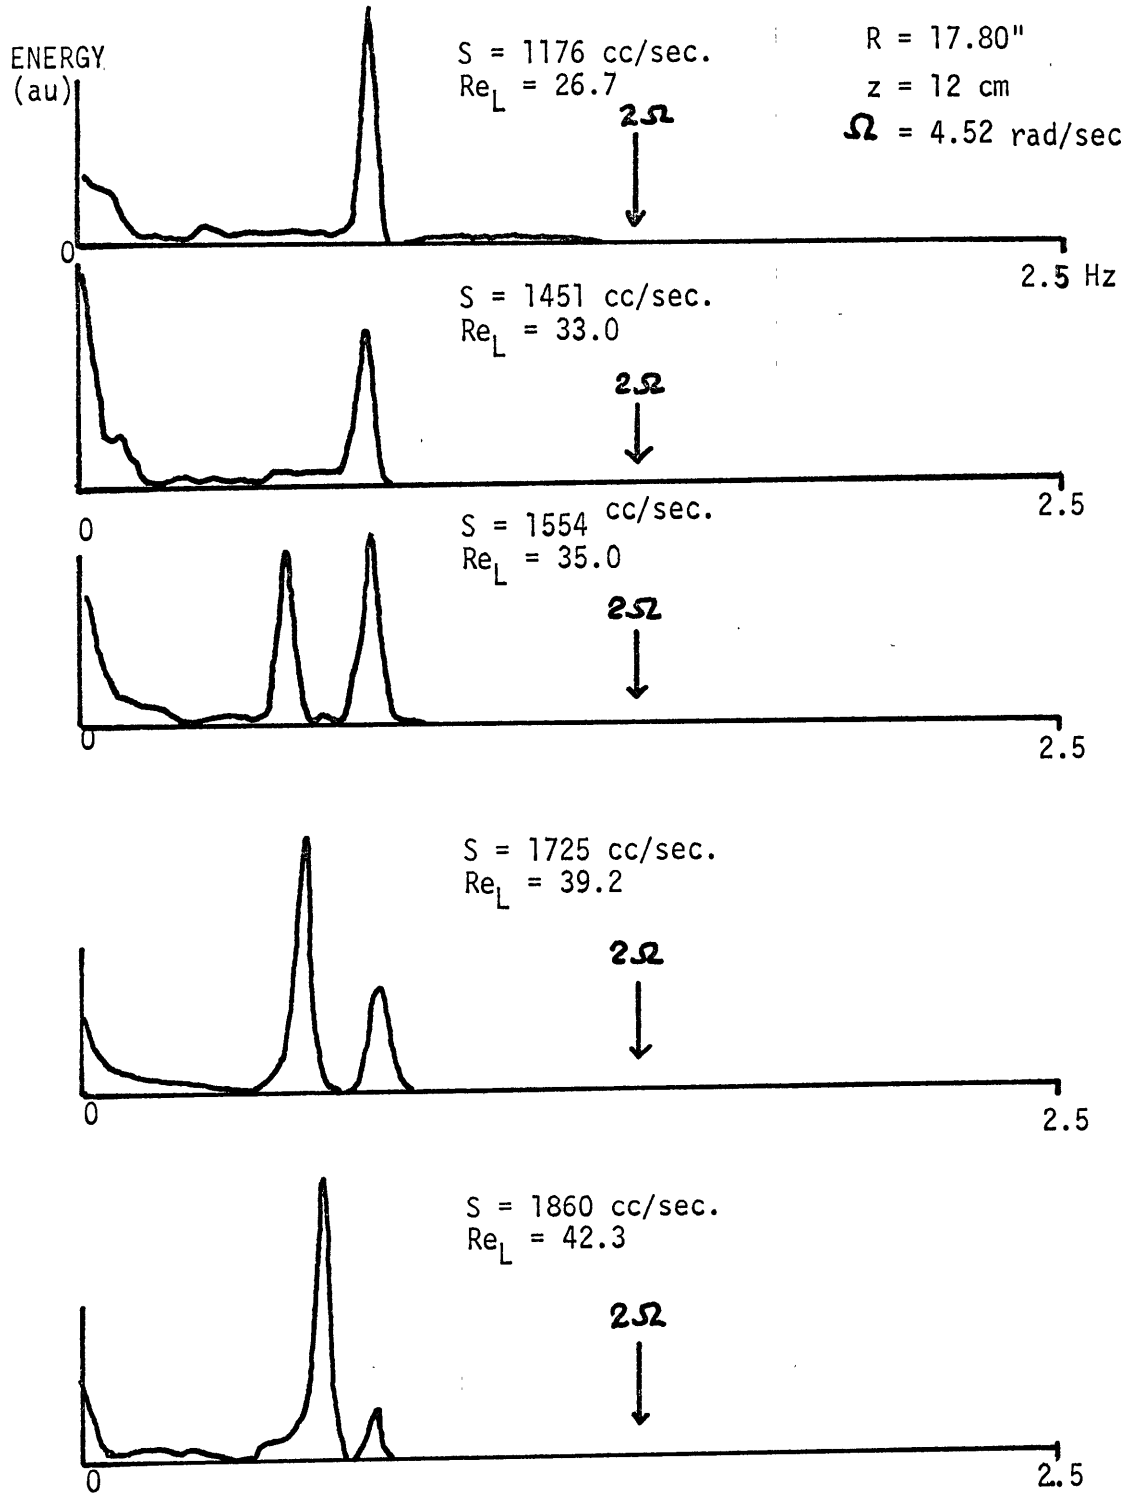 ENERGY
(au)
S = 1176 cc/sec.
Re_L = 26.7
2Ω
R = 17.80"
z = 12 cm
Ω = 4.52 rad/sec
0
2.5 Hz
S = 1451 cc/sec.
Re_L = 33.0
2Ω
0
2.5
S = 1554 cc/sec.
Re_L = 35.0
2Ω
0
2.5
S = 1725 cc/sec.
Re_L = 39.2
2Ω
0
2.5
S = 1860 cc/sec.
Re_L = 42.3
2Ω
0
2.5